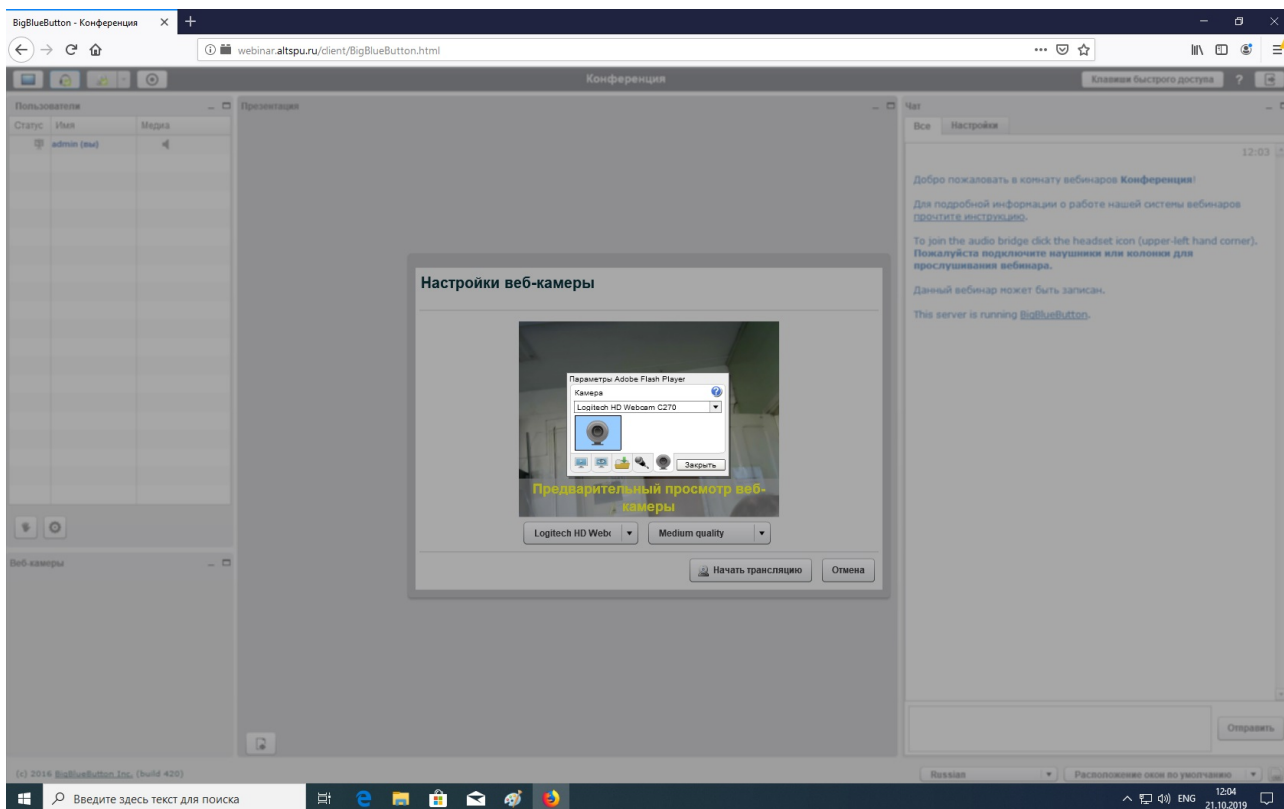 BigBlueButton - Конференция
webinar.altspu.ru/client/BigBlueButton.html
Конференция
Клавиши быстрого доступа
?
Пользователи
Презентация
Чат
Статус Имя Медиа
Все Настройки
admin (вы)
12:03
Добро пожаловать в комнату вебинаров Конференция!
Для подробной информации о работе нашей системы вебинаров
прочтите инструкцию.
To join the audio bridge click the headset icon (upper-left hand corner).
Пожалуйста подключите наушники или колонки для
прослушивания вебинара.
Данный вебинар может быть записан.
This server is running BigBlueButton.
Настройки веб-камеры
Параметры Adobe Flash Player
Камера
?
Logitech HD Webcam C270
Закрыть
Предварительный просмотр веб-
камеры
Logitech HD Webc
Medium quality
Начать трансляцию
Отмена
Веб-камеры
Отправить
(c) 2016 BigBlueButton Inc. (build 420)
Russian
Расположение окон по умолчанию
Введите здесь текст для поиска
ENG
12:04
21.10.2019